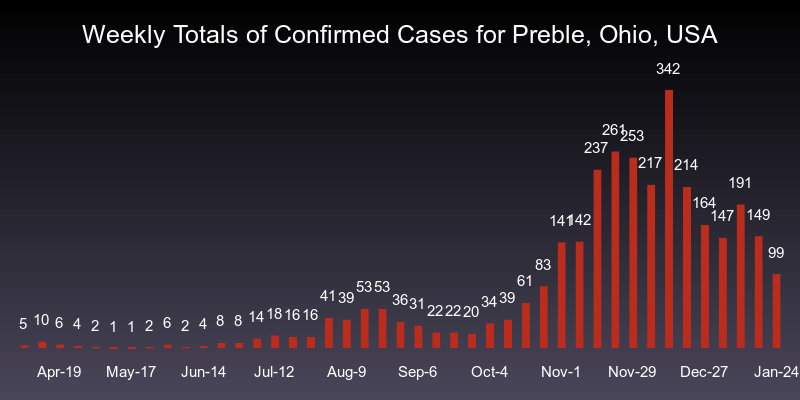 Weekly Totals of Confirmed Cases for Preble, Ohio, USA
5 10 6 4 2 1 1 2 6 2 4 8 8 14 18 16 16 41 39 53 53 36 31 22 22 20 34 39 61 83 141 142 237 261 253 217 342 214 164 147 191 149 99
Apr-19 May-17 Jun-14 Jul-12 Aug-9 Sep-6 Oct-4 Nov-1 Nov-29 Dec-27 Jan-24